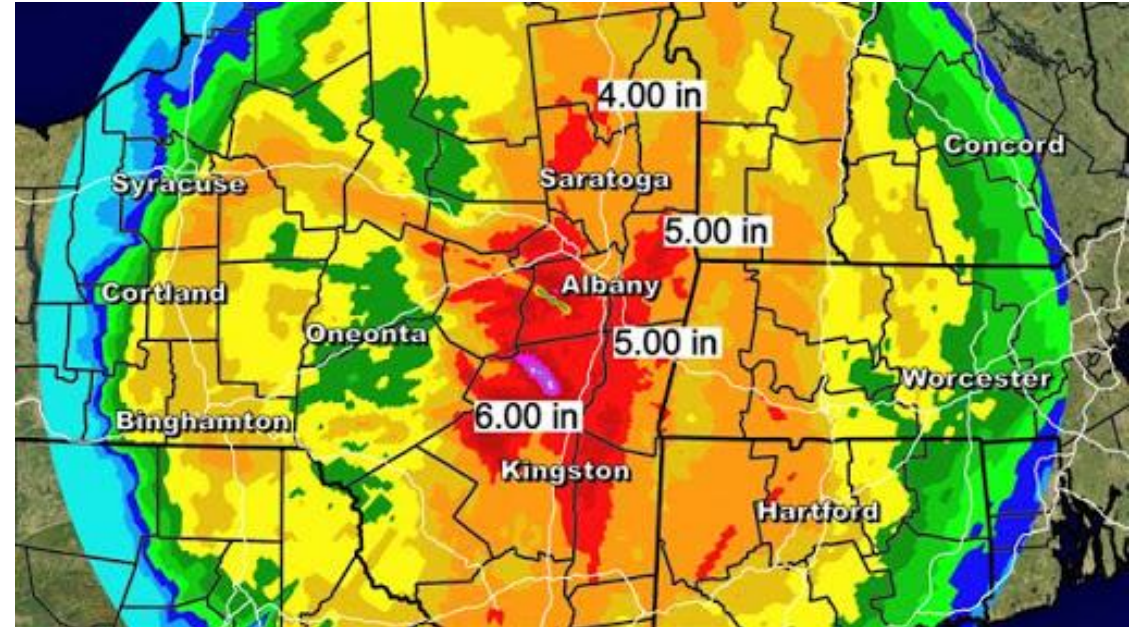 4.00 in
Concord
Syracuse
Saratoga
5.00 in
Albany
Cortland
Oneonta
5.00 in
Worcester
6.00 in
Binghamton
Kingston
Hartford